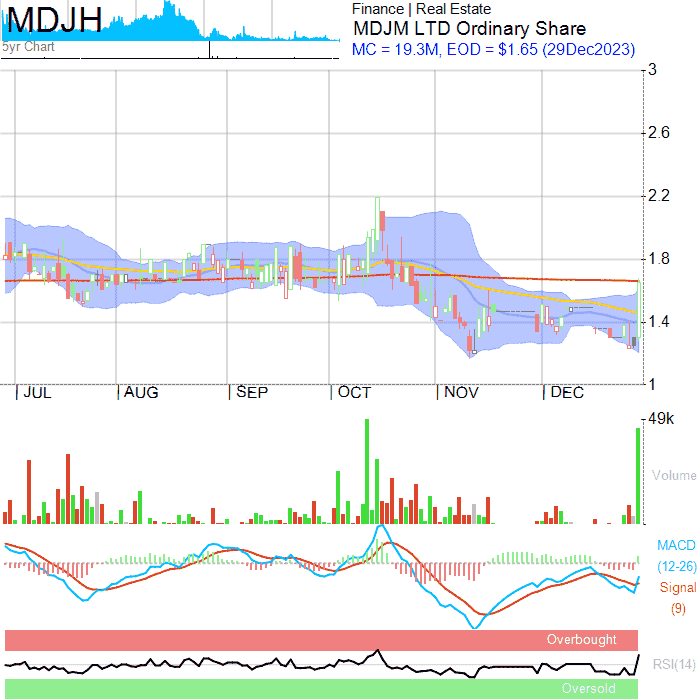 MDJH
5yr Chart
Finance | Real Estate
MDJM LTD Ordinary Share
MC = 19.3M, EOD = $1.65 (29Dec2023)
3
2.6
2.2
1.8
1.4
1
JUL AUG SEP OCT NOV DEC
49k
Volume
MACD
(12-26)
Signal
(9)
Overbought
RSI(14)
Oversold